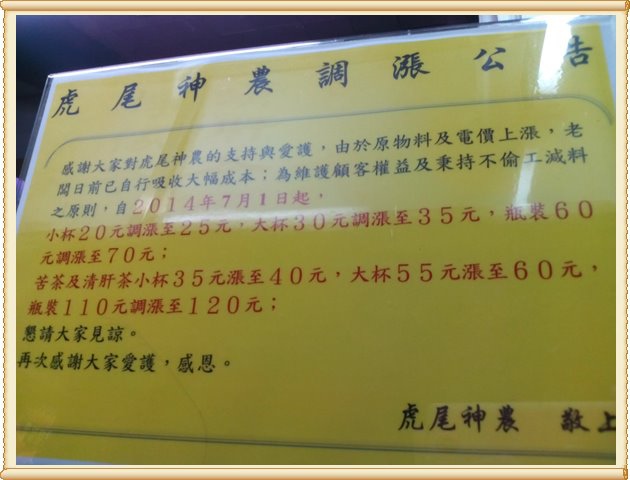 虎尾神農調漲公告
感謝大家對虎尾神農的支持與愛護，由於原物料及電價上漲，老
闆日前已自行吸收大幅成本；為維護顧客權益及秉持不偷工減料
之原則，自2014年7月1日起，
小杯20元調漲至25元，大杯30元調漲至35元，瓶裝60
元調漲至70元；
苦茶及清肝茶小杯35元漲至40元，大杯55元漲至60元，
瓶裝110元調漲至120元；
懇請大家見諒。
再次感謝大家愛護，感恩。
虎尾神農 敬上